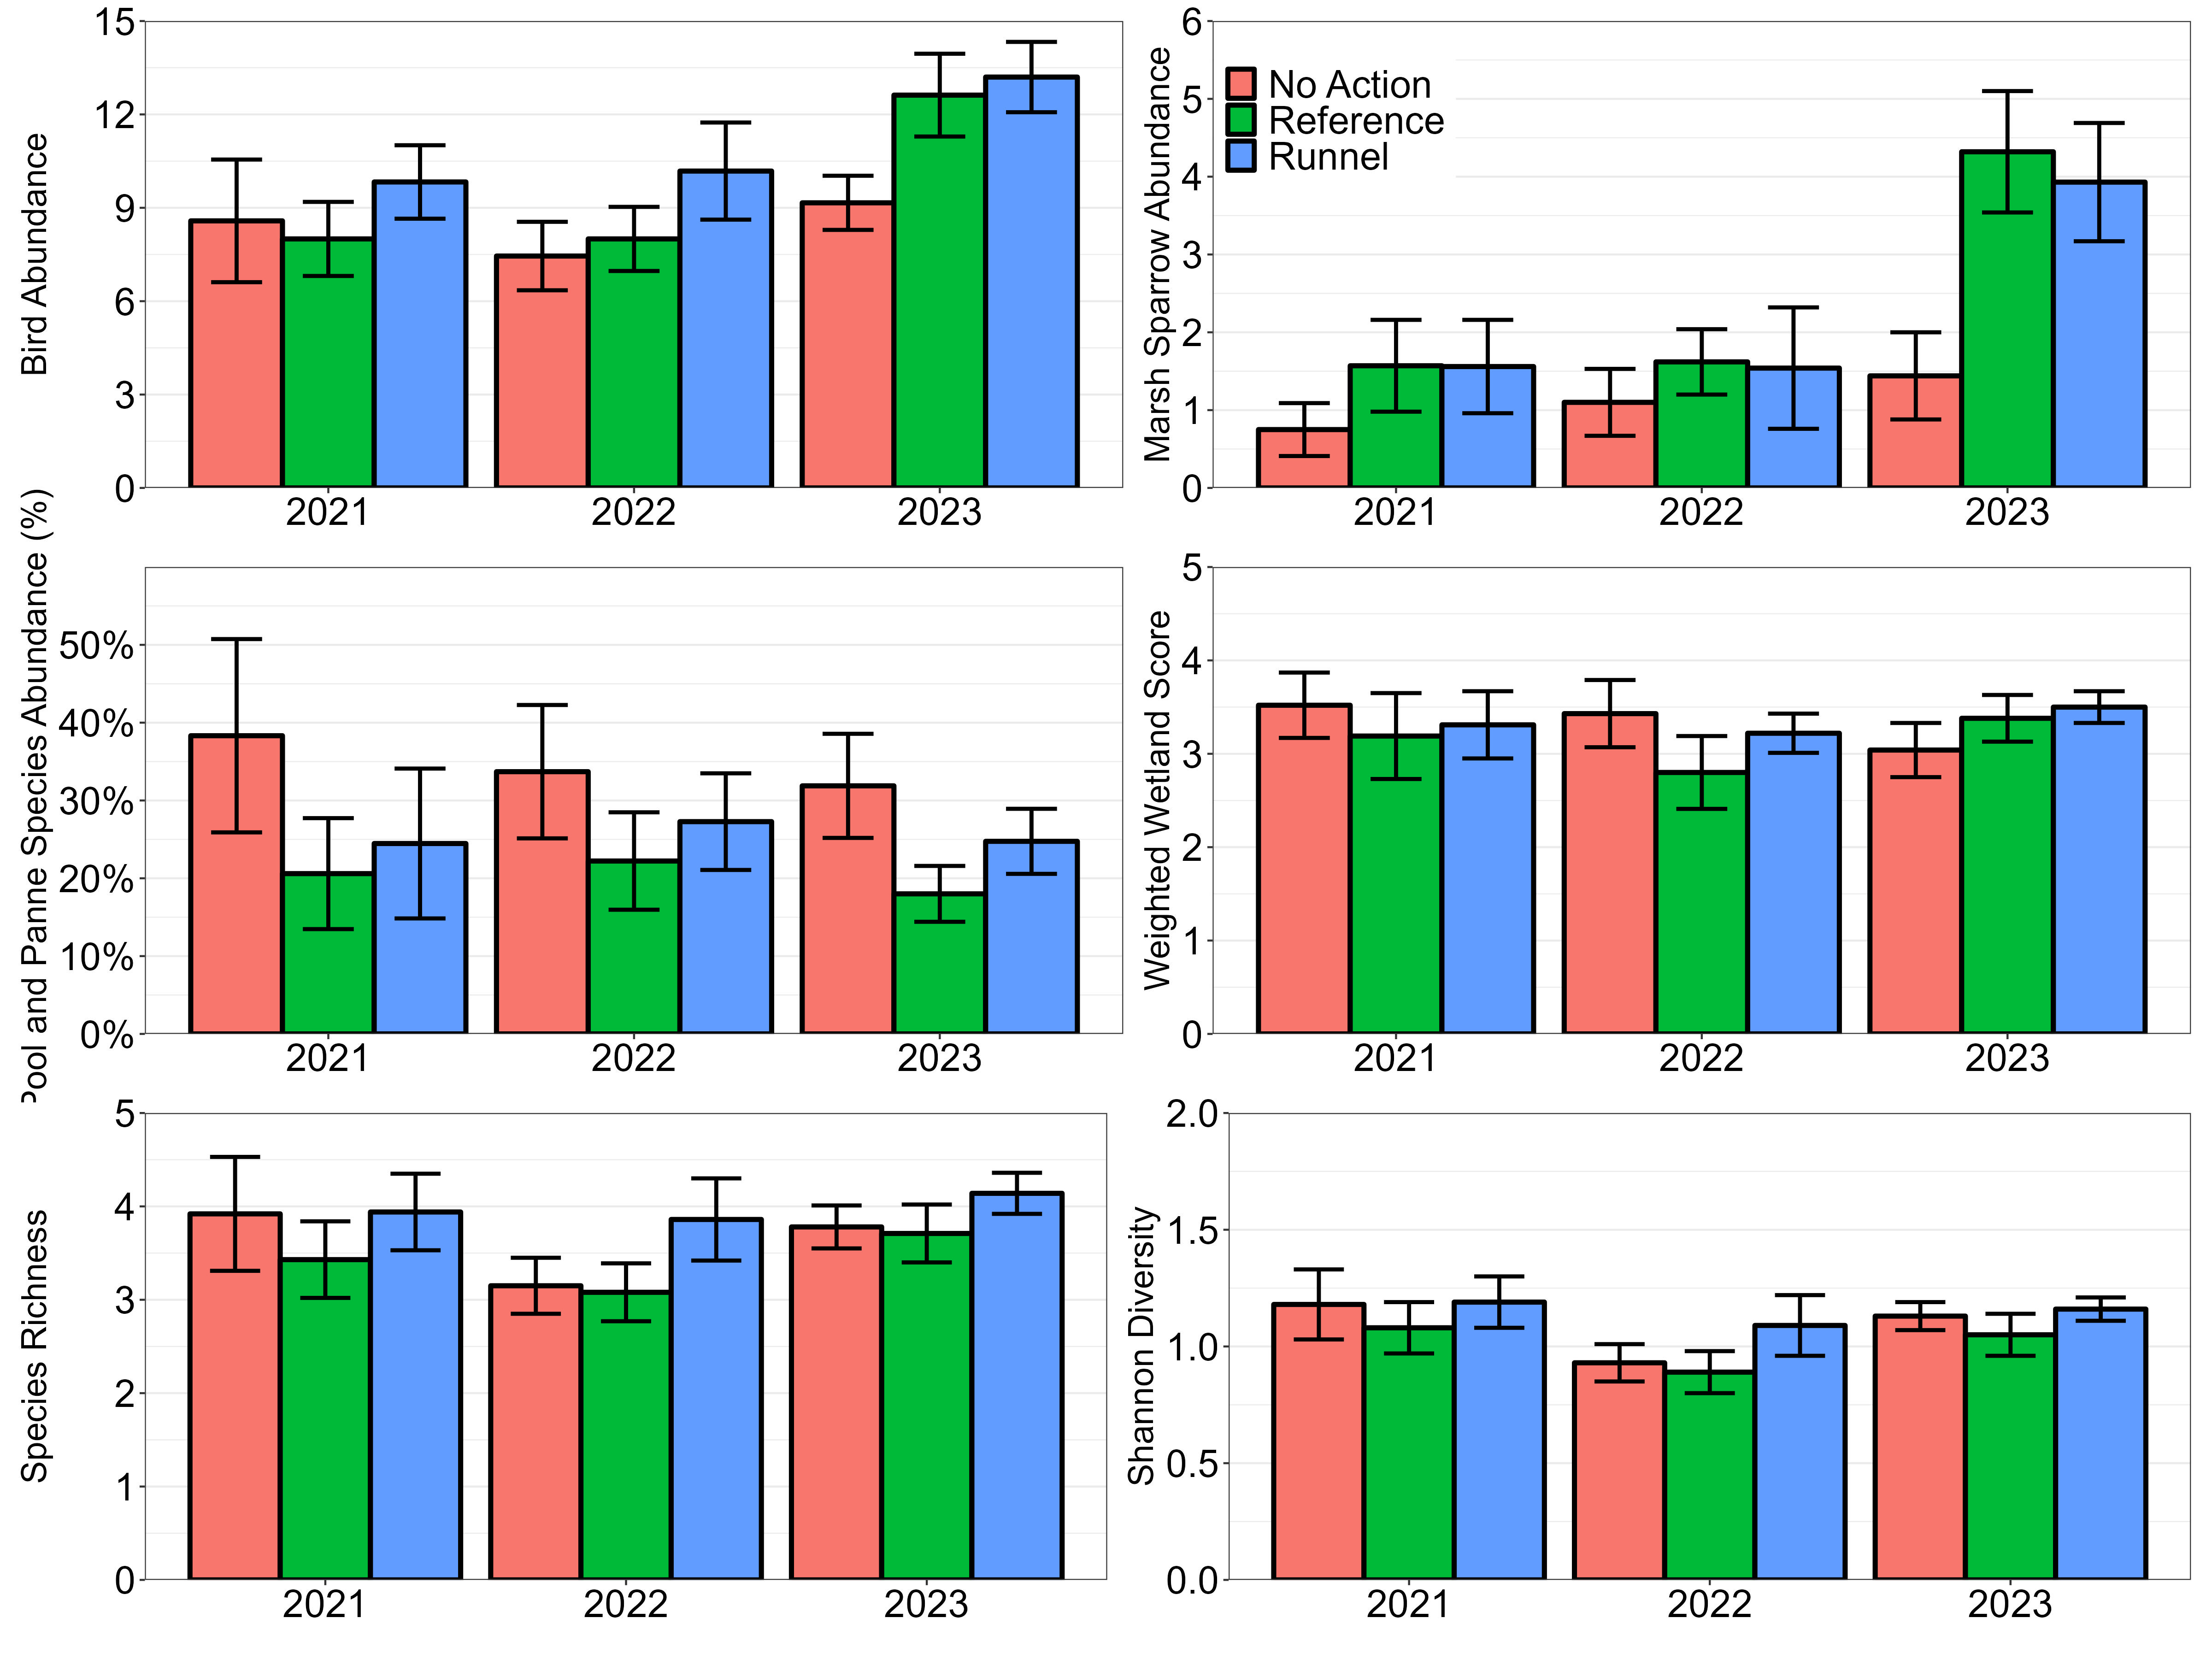 Bird Abundance
15
12
9
6
3
0
2021 2022 2023
Marsh Sparrow Abundance
6
5
4
3
2
1
0
No Action
Reference
Runnel
2021 2022 2023
Pool and Panne Species Abundance (%)
50%
40%
30%
20%
10%
0%
2021 2022 2023
Weighted Wetland Score
5
4
3
2
1
0
2021 2022 2023
Species Richness
5
4
3
2
1
0
2021 2022 2023
Shannon Diversity
2.0
1.5
1.0
0.5
0.0
2021 2022 2023